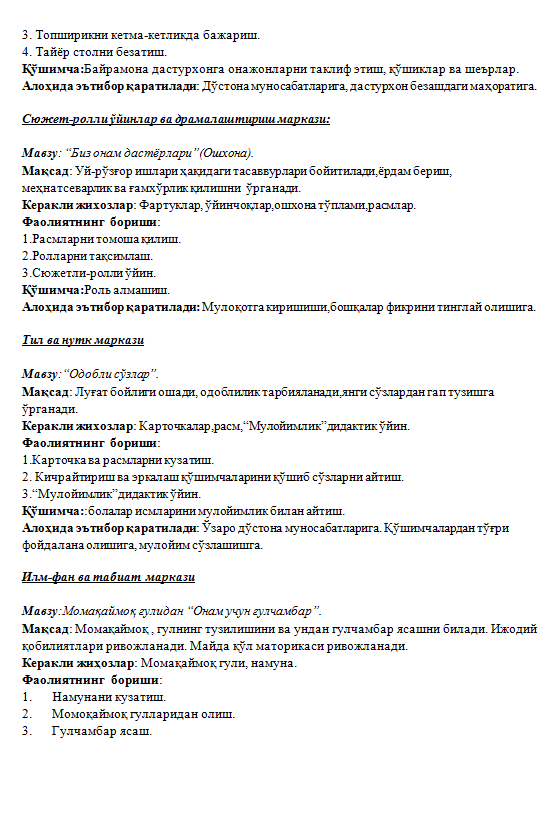 3. Топширикни кетма-кетликда бажариш.
4. Тайёр столни безатиш.
Қўшимча:Байрамона дастурхонга онажонларни таклиф этиш, қўшиклар ва шеърлар.
Алоҳида эътибор қаратилади: Дўстона муносабатларига, дастурхон безашдаги маҳоратига.
Сюжет-ролли ўйинлар ва драмалаштириш маркази:
Мавзу: “Биз онам дастёрлари”(Ошхона).
Мақсад: Уй-рўзғор ишлари ҳақидаги тасаввурлари бойитилади,ёрдам бериш,
меҳнатсеварлик ва ғамхўрлик қилишни ўрганади.
Керакли жихозлар: Фартуклар, ўйинчоқлар,ошхона тўплами,расмлар.
Фаолиятнинг бориши:
1.Расмларни томоша қилиш.
2.Ролларни тақсимлаш.
3.Сюжетли-ролли ўйин.
Қўшимча:Роль алмашиш.
Алоҳида эътибор қаратилади: Мулоқотга киришиши,бошқалар фикрини тинглай олишига.
Тил ва нутк маркази
Мавзу:“Одобли сўзлар”.
Мақсад: Луғат бойлиги ошади, одоблилик тарбияланади,янги сўзлардан гап тузишга
ўрганади.
Керакли жихозлар: Карточкалар,расм,“Мулойимлик”дидактик ўйин.
Фаолиятнинг бориши:
1.Карточка ва расмларни кузатиш.
2. Кичрайтириш ва эркалаш қўшимчаларини қўшиб сўзларни айтиш.
3.“Мулойимлик”дидактик ўйин.
Қўшимча::болалар исмларини мулойимлик билан айтиш.
Алоҳида эътибор қаратилади: Ўзаро дўстона муносабатларига. Қўшимчалардан тўғри
фойдалана олишига, мулойим сўзлашишга.
Илм-фан ва табиат маркази
Мавзу:Момақаймоқ гулидан “Онам учун гулчамбар”.
Мақсад: Момақаймоқ , гулнинг тузилишини ва ундан гулчамбар ясашни билади. Ижодий
қобилиятлари ривожланади. Майда қўл маторикаси ривожланади.
Керакли жиҳозлар: Момақаймоқ гули, намуна.
Фаолиятнинг бориши:
1. Намунани кузатиш.
2. Момоқаймоқ гулларидан олиш.
3. Гулчамбар ясаш.